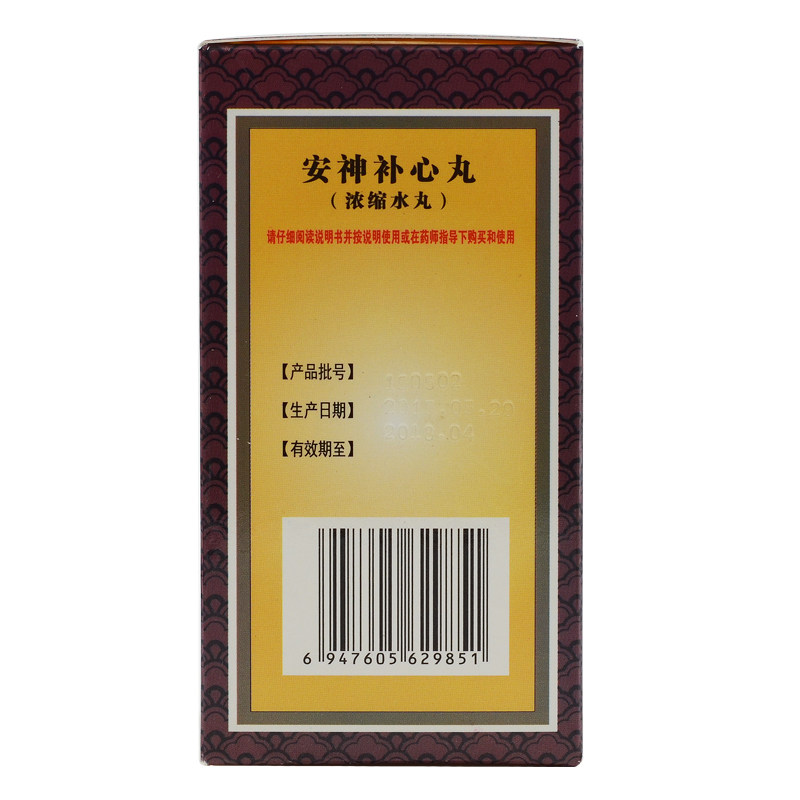 安神补心丸
（浓缩水丸）
请仔细阅读说明书并按说明使用或在药师指导下购买和使用
【产品批号】
【生产日期】
【有效期至】
6 947605 629851